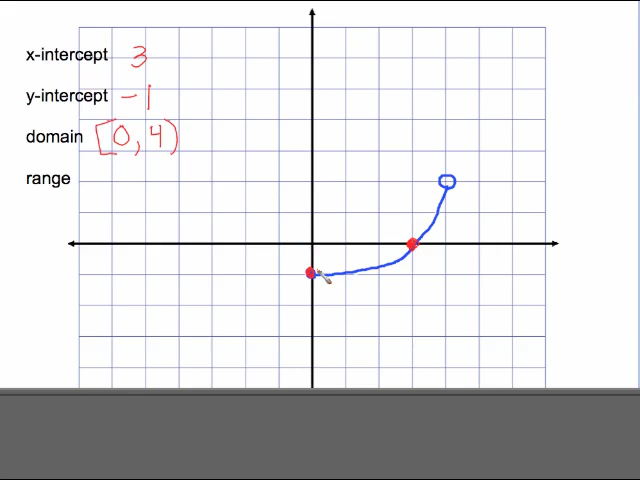 x-intercept 3
y-intercept -1
domain [0, 4)
range